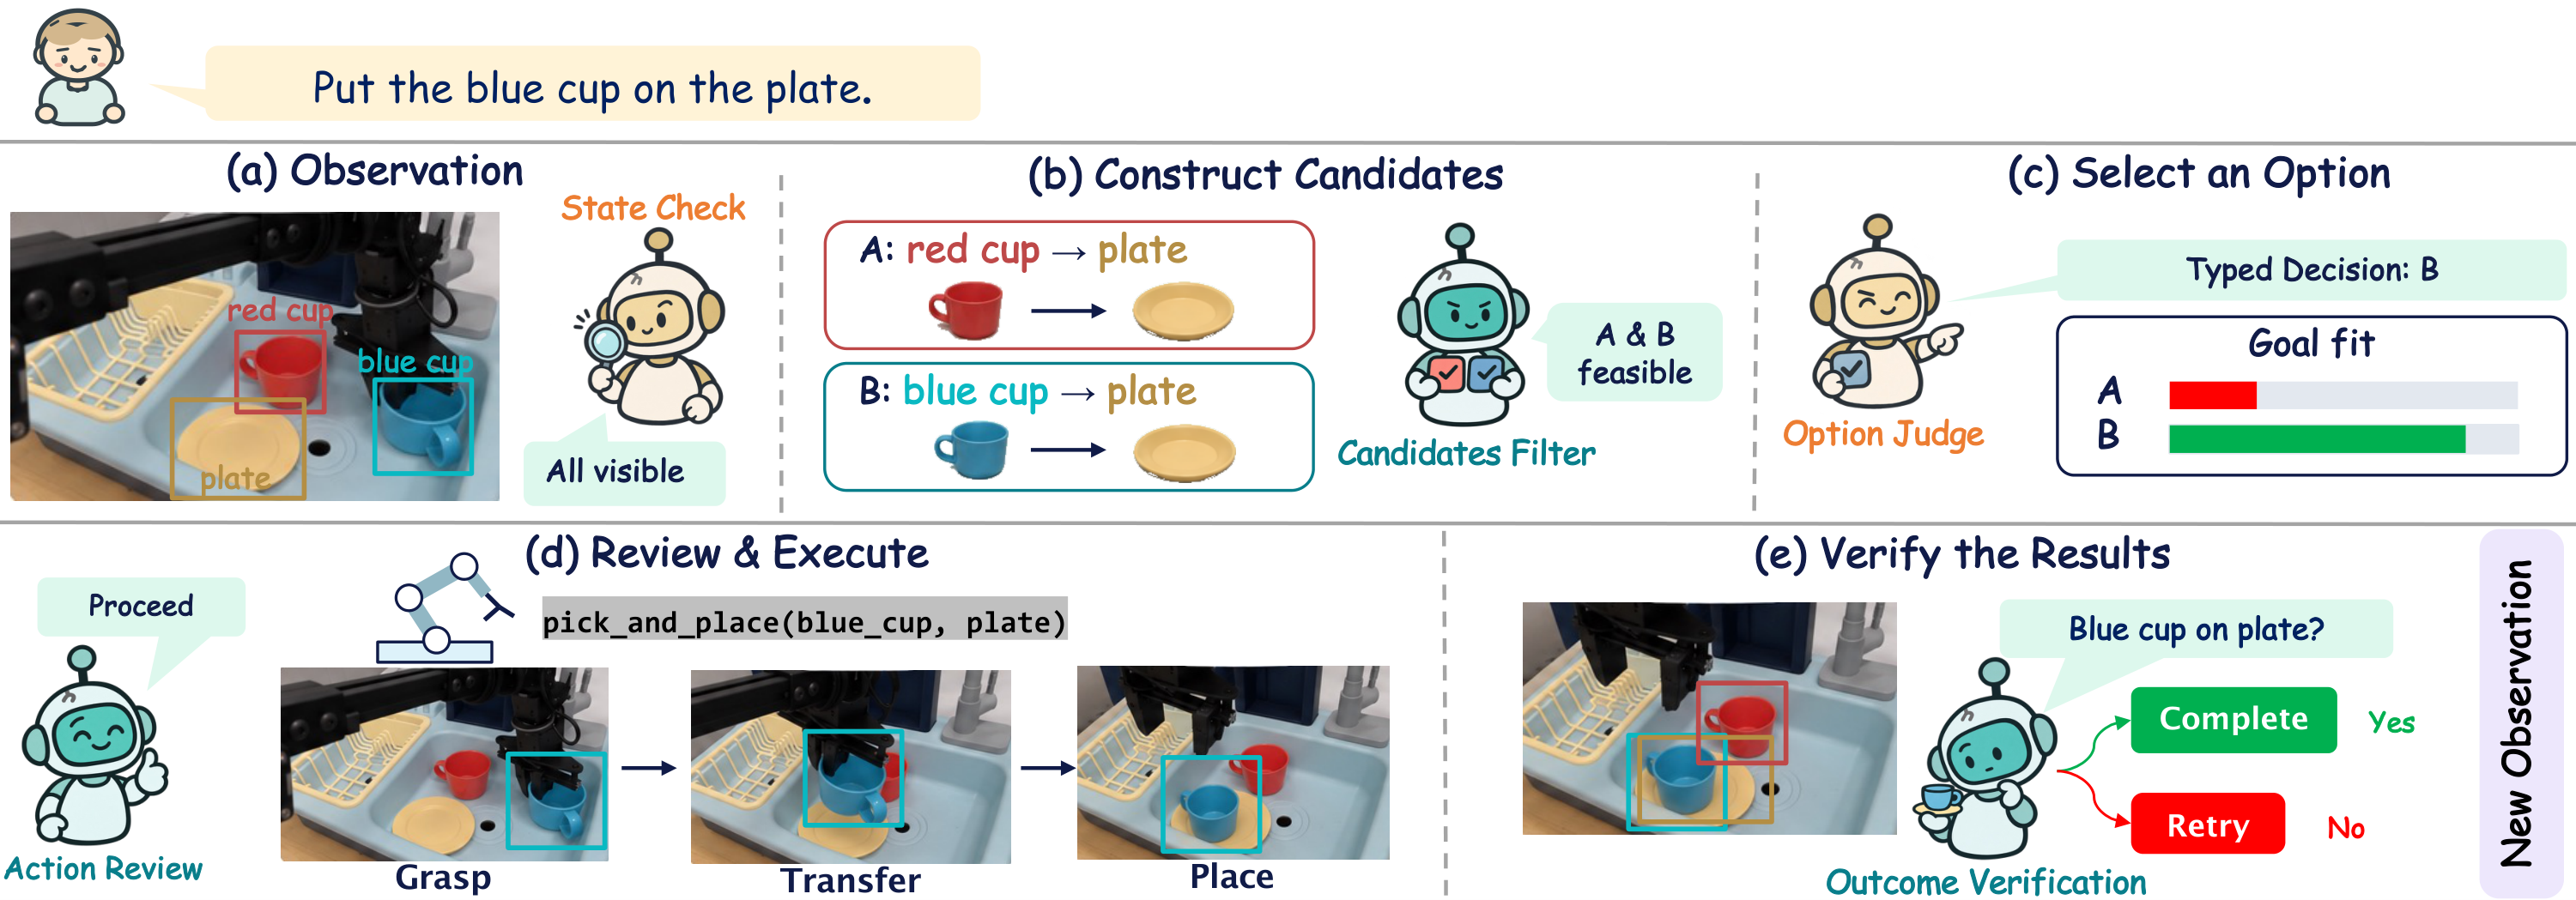 Put the blue cup on the plate.
(a) Observation
State Check
red cup
blue cup
plate
All visible
(b) Construct Candidates
A: red cup → plate
B: blue cup → plate
A & B
feasible
Candidates Filter
(c) Select an Option
Typed Decision: B
Option Judge
Goal fit
A
B
(d) Review & Execute
Proceed
Action Review
pick_and_place(blue_cup, plate)
Grasp
Transfer
Place
(e) Verify the Results
Blue cup on plate?
Complete
Yes
Retry
No
Outcome Verification
New Observation